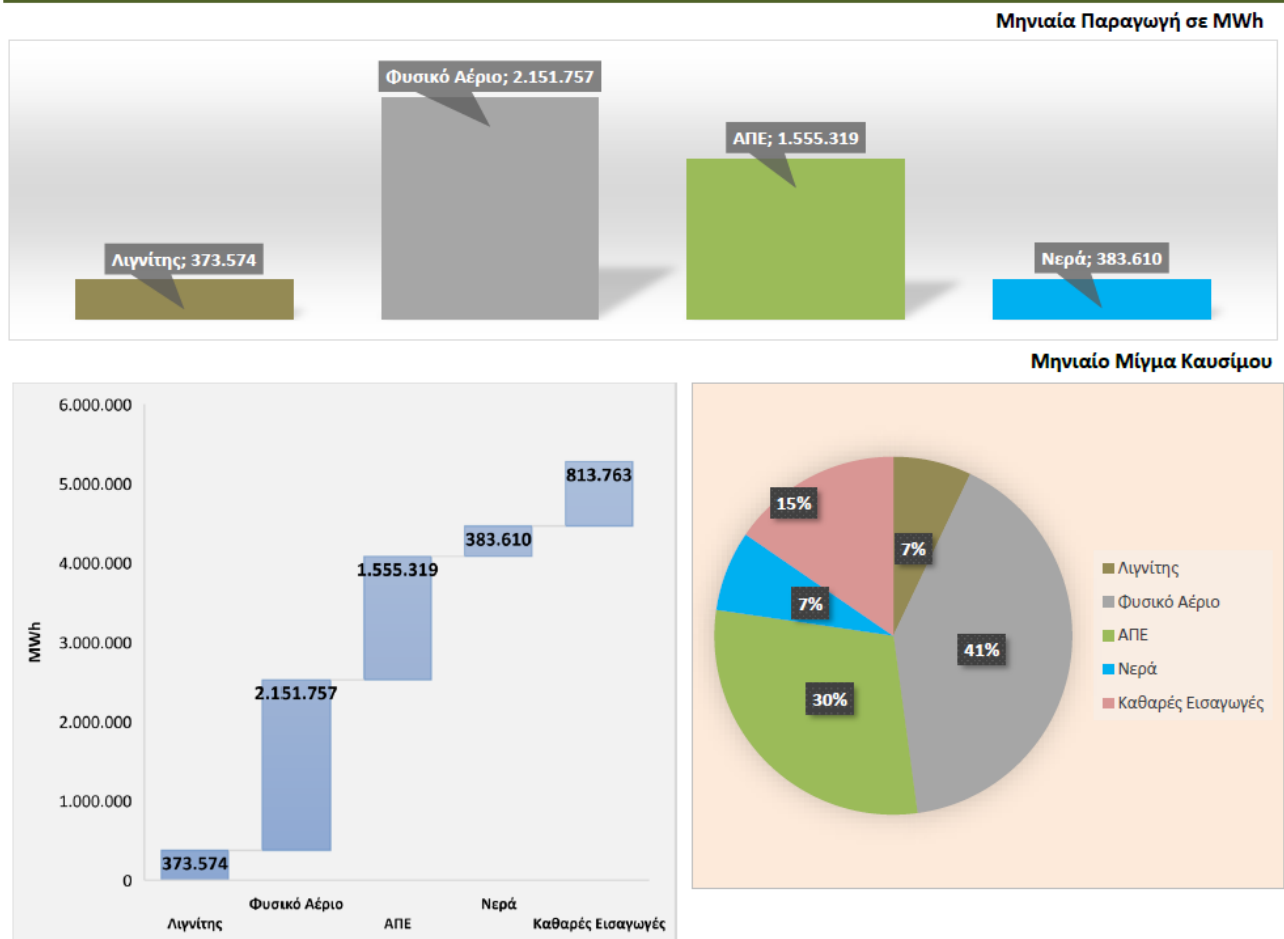 Μηνιαία Παραγωγή σε MWh
Φυσικό Αέριο; 2.151.757
ΑΠΕ; 1.555.319
Λιγνίτης; 373.574
Νερά; 383.610
Μηνιαίο Μίγμα Καυσίμου
6.000.000
5.000.000
4.000.000
3.000.000
2.000.000
1.000.000
0
MWh
813.763
383.610
1.555.319
2.151.757
373.574
Φυσικό Αέριο
Νερά
Λιγνίτης
ΑΠΕ
Καθαρές Εισαγωγές
15%
7%
7%
41%
30%
Λιγνίτης
Φυσικό Αέριο
ΑΠΕ
Νερά
Καθαρές Εισαγωγές